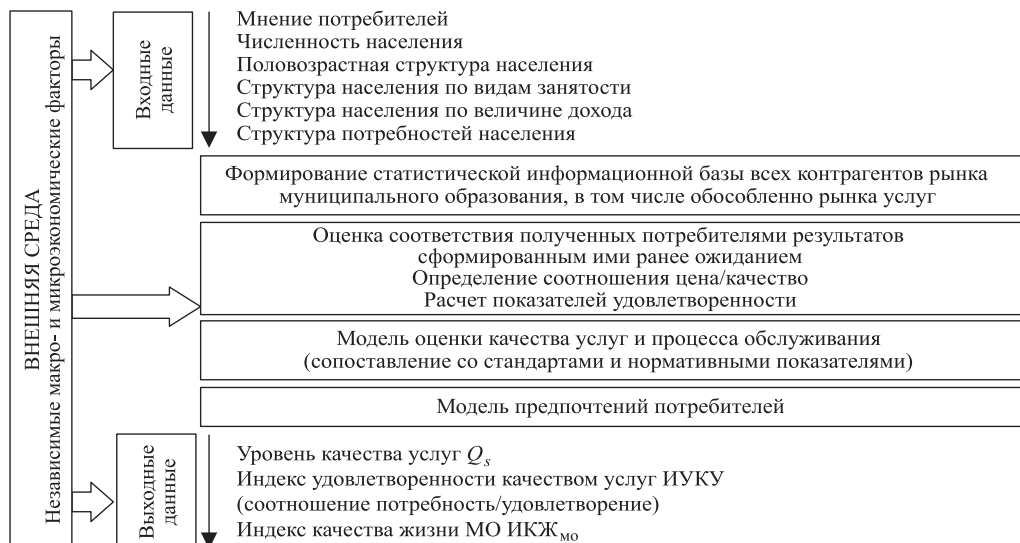 ВНЕШНЯЯ СРЕДА
Независимые макро- и микроэкономические факторы
Входные
данные
Мнение потребителей
Численность населения
Половозрастная структура населения
Структура населения по видам занятости
Структура населения по величине дохода
Структура потребностей населения
Формирование статистической информационной базы всех контрагентов рынка
муниципального образования, в том числе обособленно рынка услуг
Оценка соответствия полученных потребителями результатов
сформированным ими ранее ожиданием
Определение соотношения цена/качество
Расчет показателей удовлетворенности
Модель оценки качества услуг и процесса обслуживания
(сопоставление со стандартами и нормативными показателями)
Модель предпочтений потребителей
Выходные
данные
Уровень качества услуг Qs
Индекс удовлетворенности качеством услуг ИУКУ
(соотношение потребность/удовлетворение)
Индекс качества жизни МО ИКЖмо